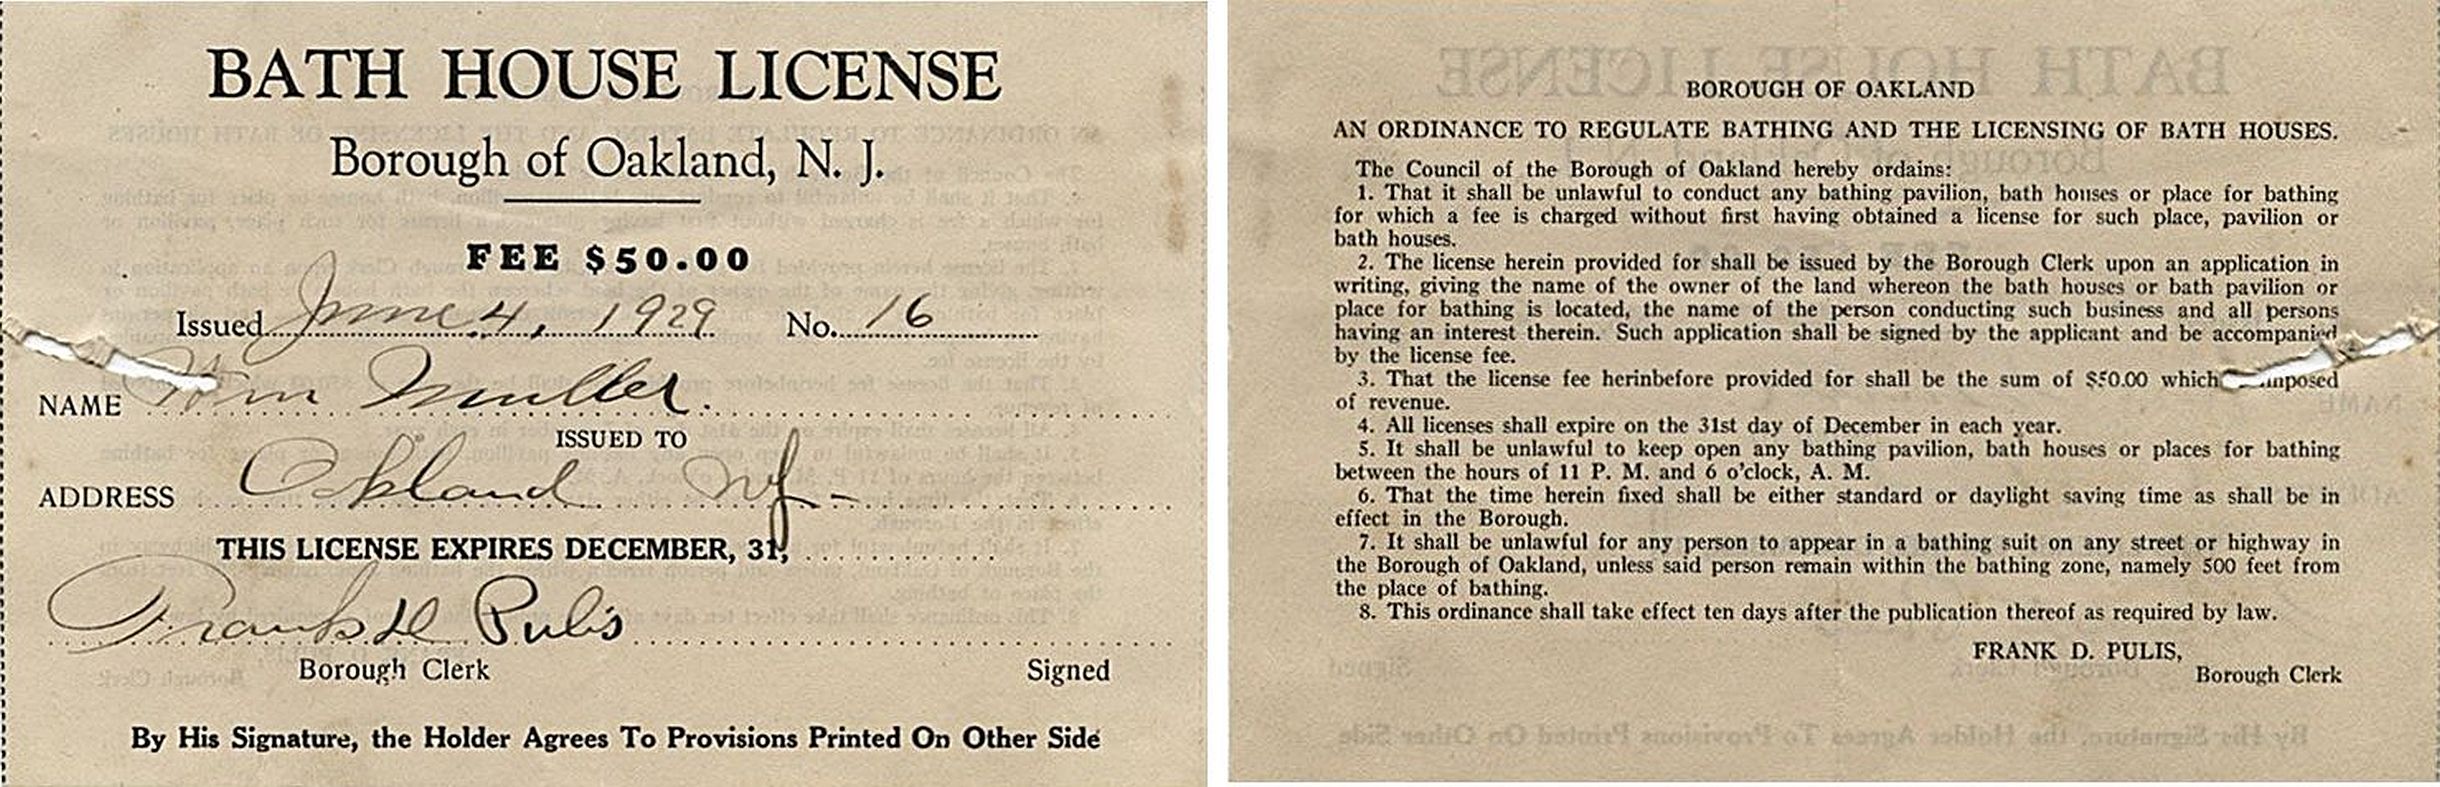 BATH HOUSE LICENSE
Borough of Oakland, N. J.
FEE $50.00
Issued June 4, 1929 No. 16
NAME Wm Muller.
ISSUED TO
ADDRESS Oakland NJ-
THIS LICENSE EXPIRES DECEMBER, 31,
Frank D Pulis
Borough Clerk Signed
By His Signature, the Holder Agrees To Provisions Printed On Other Side
BOROUGH OF OAKLAND
AN ORDINANCE TO REGULATE BATHING AND THE LICENSING OF BATH HOUSES.
The Council of the Borough of Oakland hereby ordains:
1. That it shall be unlawful to conduct any bathing pavilion, bath houses or place for bathing
for which a fee is charged without first having obtained a license for such place, pavilion or
bath houses.
2. The license herein provided for shall be issued by the Borough Clerk upon an application in
writing, giving the name of the owner of the land whereon the bath houses or bath pavilion or
place for bathing is located, the name of the person conducting such business and all persons
having an interest therein. Such application shall be signed by the applicant and be accompanied
by the license fee.
3. That the license fee herinbefore provided for shall be the sum of $50.00 which
of revenue.
4. All licenses shall expire on the 31st day of December in each year.
5. It shall be unlawful to keep open any bathing pavilion, bath houses or places for bathing
between the hours of 11 P. M. and 6 o'clock, A. M.
6. That the time herein fixed shall be either standard or daylight saving time as shall be in
effect in the Borough.
7. It shall be unlawful for any person to appear in a bathing suit on any street or highway in
the Borough of Oakland, unless said person remain within the bathing zone, namely 500 feet from
the place of bathing.
8. This ordinance shall take effect ten days after the publication thereof as required by law.
FRANK D. PULIS,
Borough Clerk